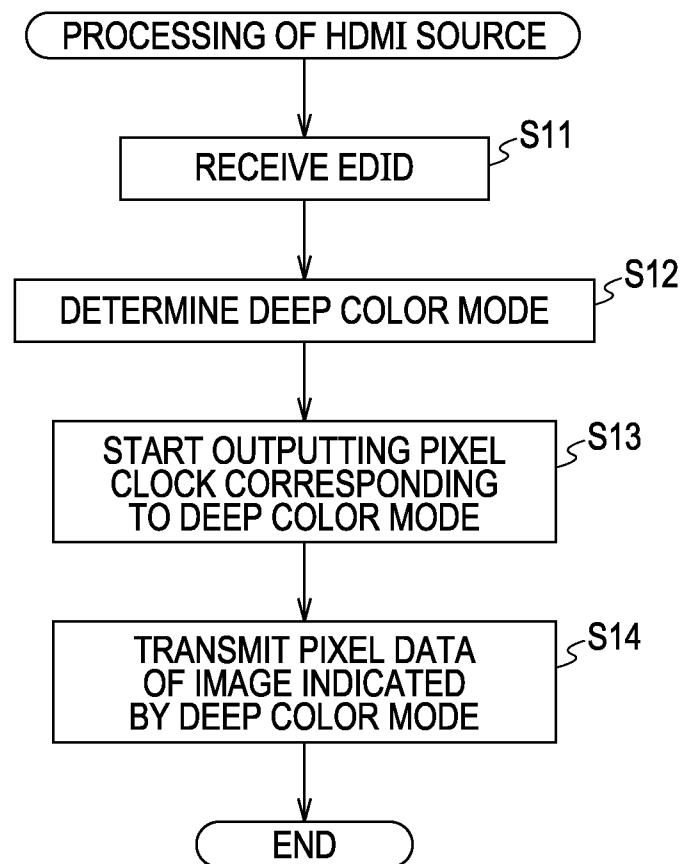 PROCESSING OF HDMI SOURCE
S11
RECEIVE EDID
S12
DETERMINE DEEP COLOR MODE
S13
START OUTPUTTING PIXEL
CLOCK CORRESPONDING
TO DEEP COLOR MODE
S14
TRANSMIT PIXEL DATA
OF IMAGE INDICATED
BY DEEP COLOR MODE
END